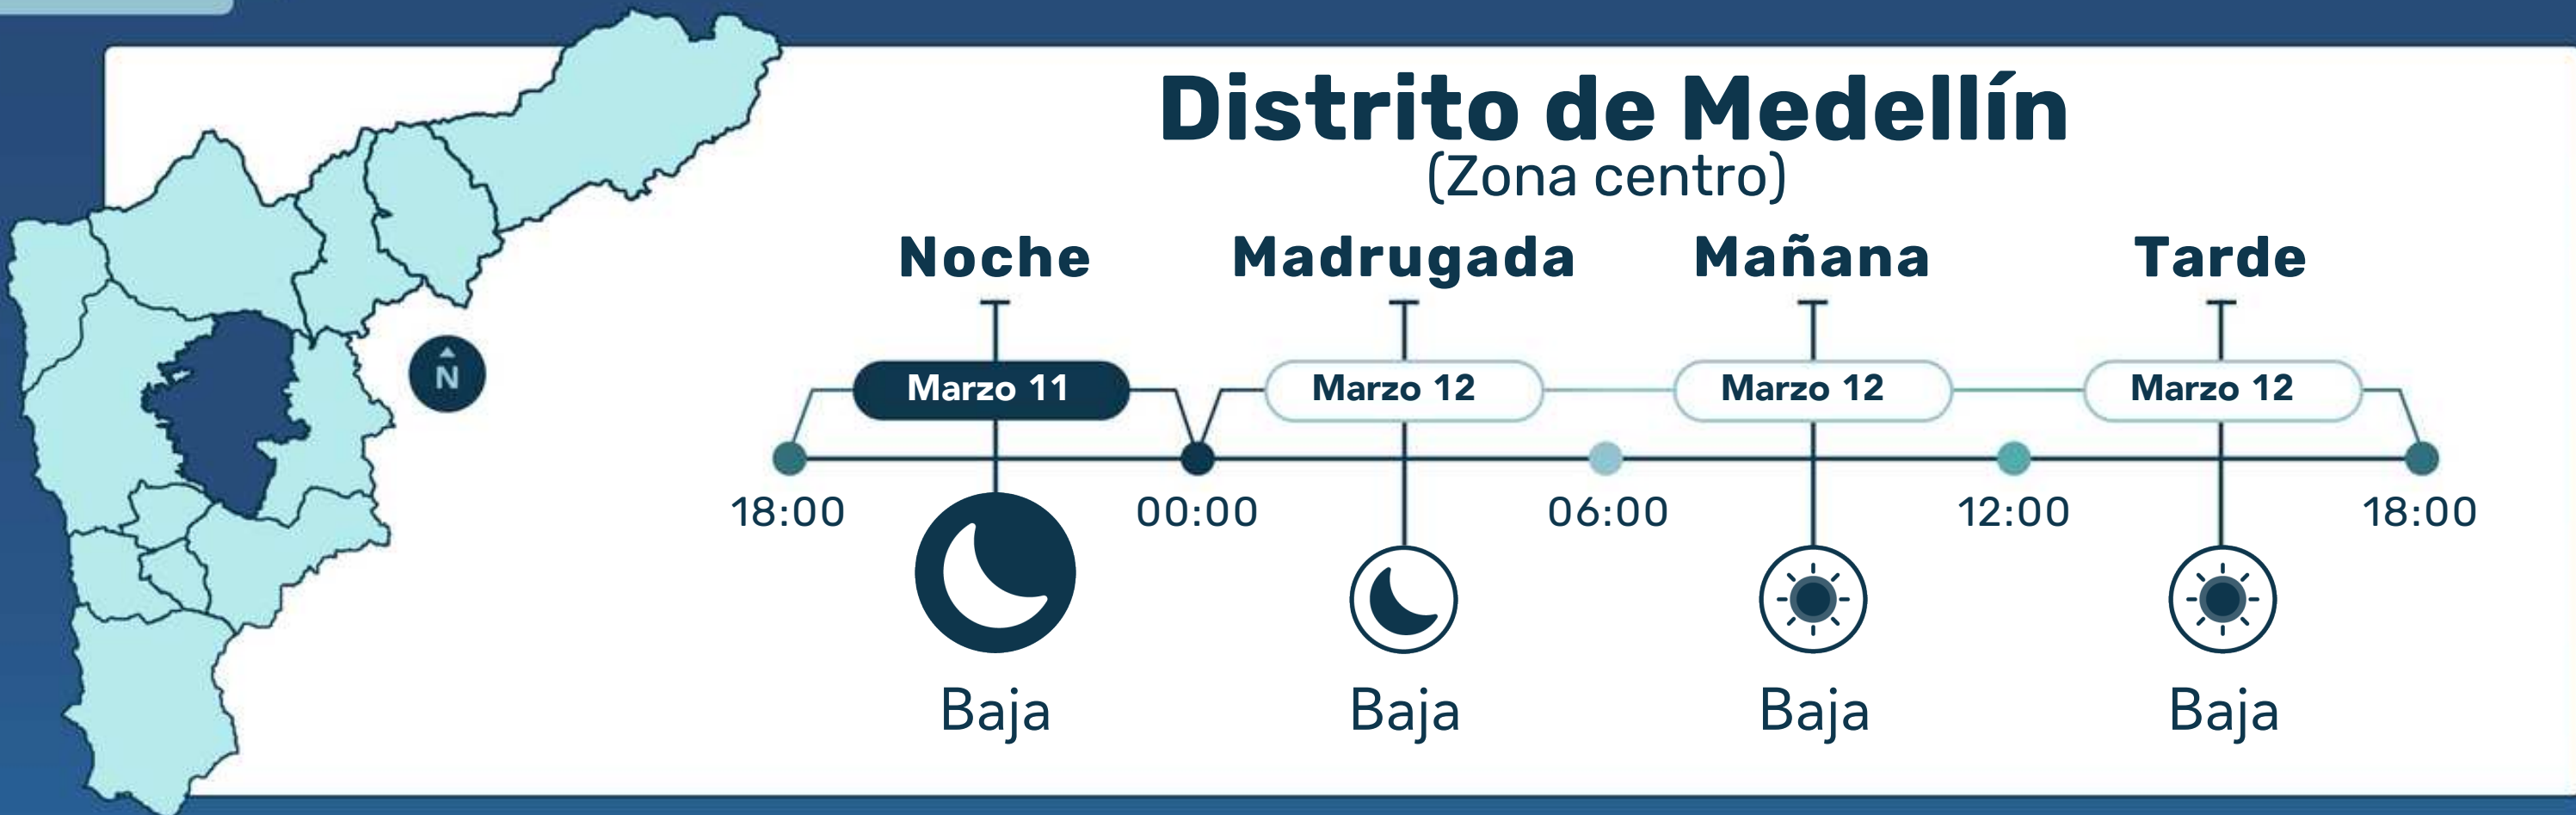 Distrito de Medellín
(Zona centro)
Noche Madrugada Mañana Tarde
Marzo 11 Marzo 12 Marzo 12 Marzo 12
N
18:00 00:00 06:00 12:00 18:00
Baja Baja Baja Baja